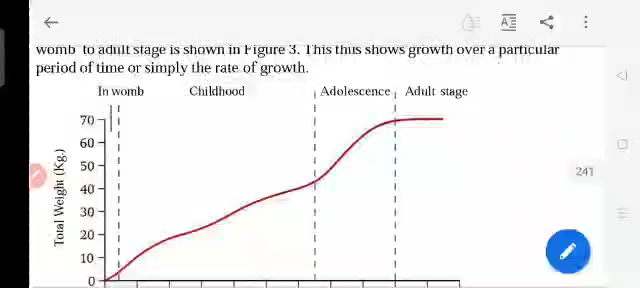 womb to adult stage is shown in Figure 3. This thus shows growth over a particular
period of time or simply the rate of growth.
In womb Childhood Adolescence Adult stage
70
60
50
40
30
20
10
0
Total Weight (Kg.)
241